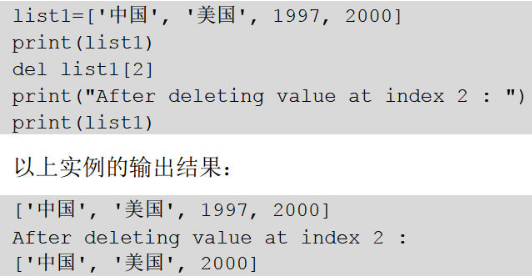 list1=['中国', '美国', 1997, 2000]
print(list1)
del list1[2]
print("After deleting value at index 2 : ")
print(list1)
以上实例的输出结果：
['中国', '美国', 1997, 2000]
After deleting value at index 2 :
['中国', '美国', 2000]